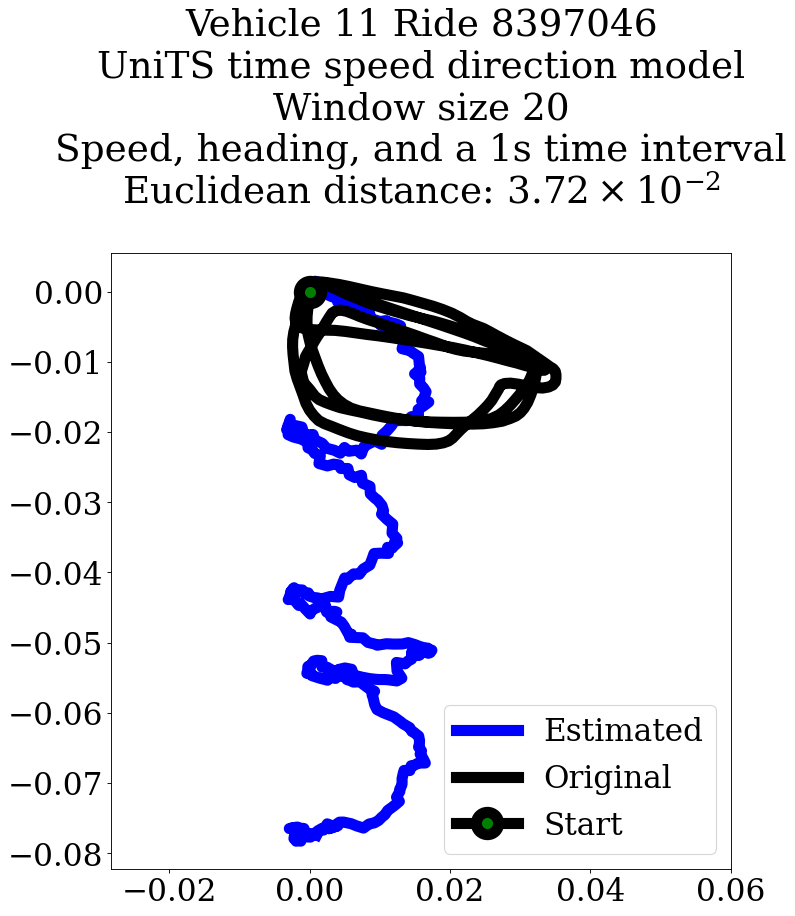 Vehicle 11 Ride 8397046
UniTS time speed direction model
Window size 20
Speed, heading, and a 1s time interval
Euclidean distance: 3.72 × 10⁻²
0.00
−0.01
−0.02
−0.03
−0.04
−0.05
−0.06
−0.07
−0.08
Estimated
Original
Start
−0.02 0.00 0.02 0.04 0.06